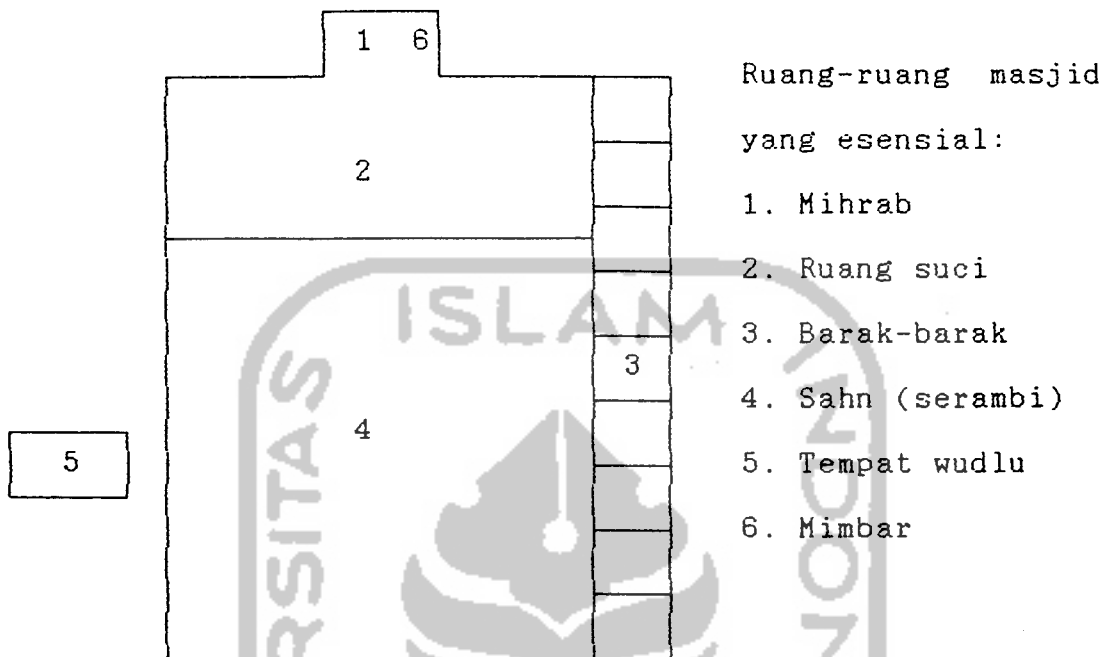 1 6
2
3
4
5
Ruang-ruang masjid
yang esensial:
1. Mihrab
2. Ruang suci
3. Barak-barak
4. Sahn (serambi)
5. Tempat wudlu
6. Mimbar
ISLAM